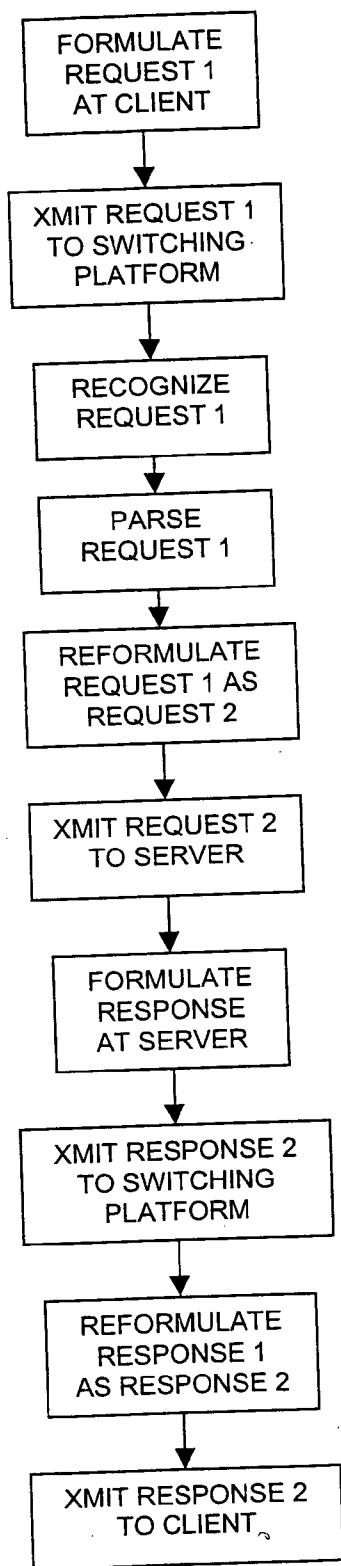 FORMULATE
REQUEST 1
AT CLIENT
XMIT REQUEST 1
TO SWITCHING
PLATFORM
RECOGNIZE
REQUEST 1
PARSE
REQUEST 1
REFORMULATE
REQUEST 1 AS
REQUEST 2
XMIT REQUEST 2
TO SERVER
FORMULATE
RESPONSE
AT SERVER
XMIT RESPONSE 2
TO SWITCHING
PLATFORM
REFORMULATE
RESPONSE 1
AS RESPONSE 2
XMIT RESPONSE 2
TO CLIENT